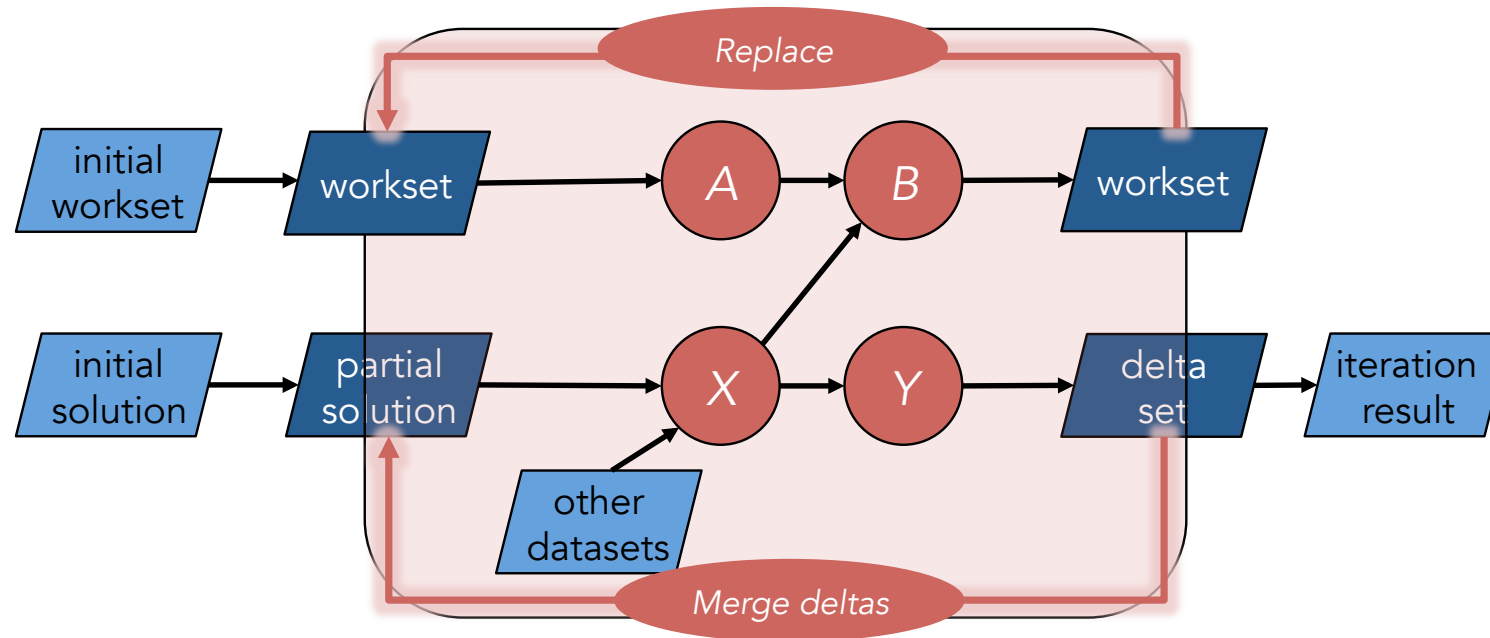 Replace
initial
workset
workset
A
B
workset
initial
solution
partial
solution
X
Y
delta
set
iteration
result
other
datasets
Merge deltas